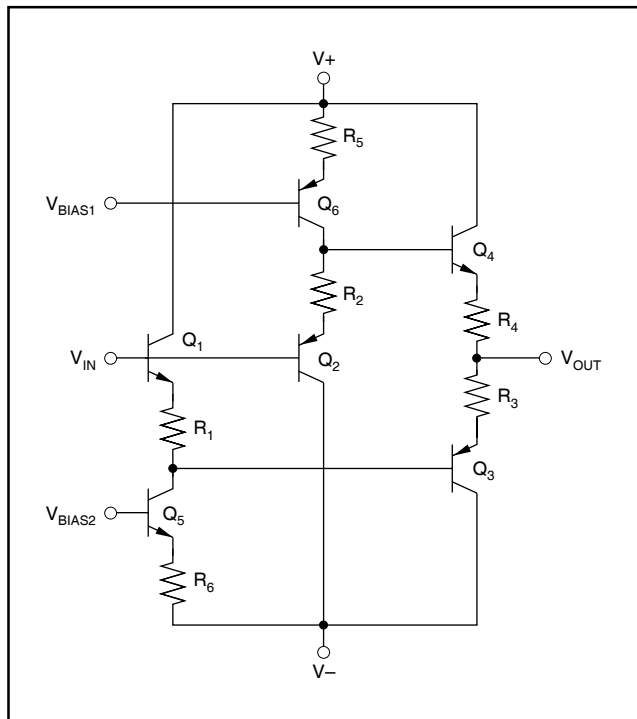 V+
R5
VBIAS1
Q6
Q4
R2
R4
VIN
Q1
Q2
VOUT
R3
R1
Q3
VBIAS2
Q5
R6
V–